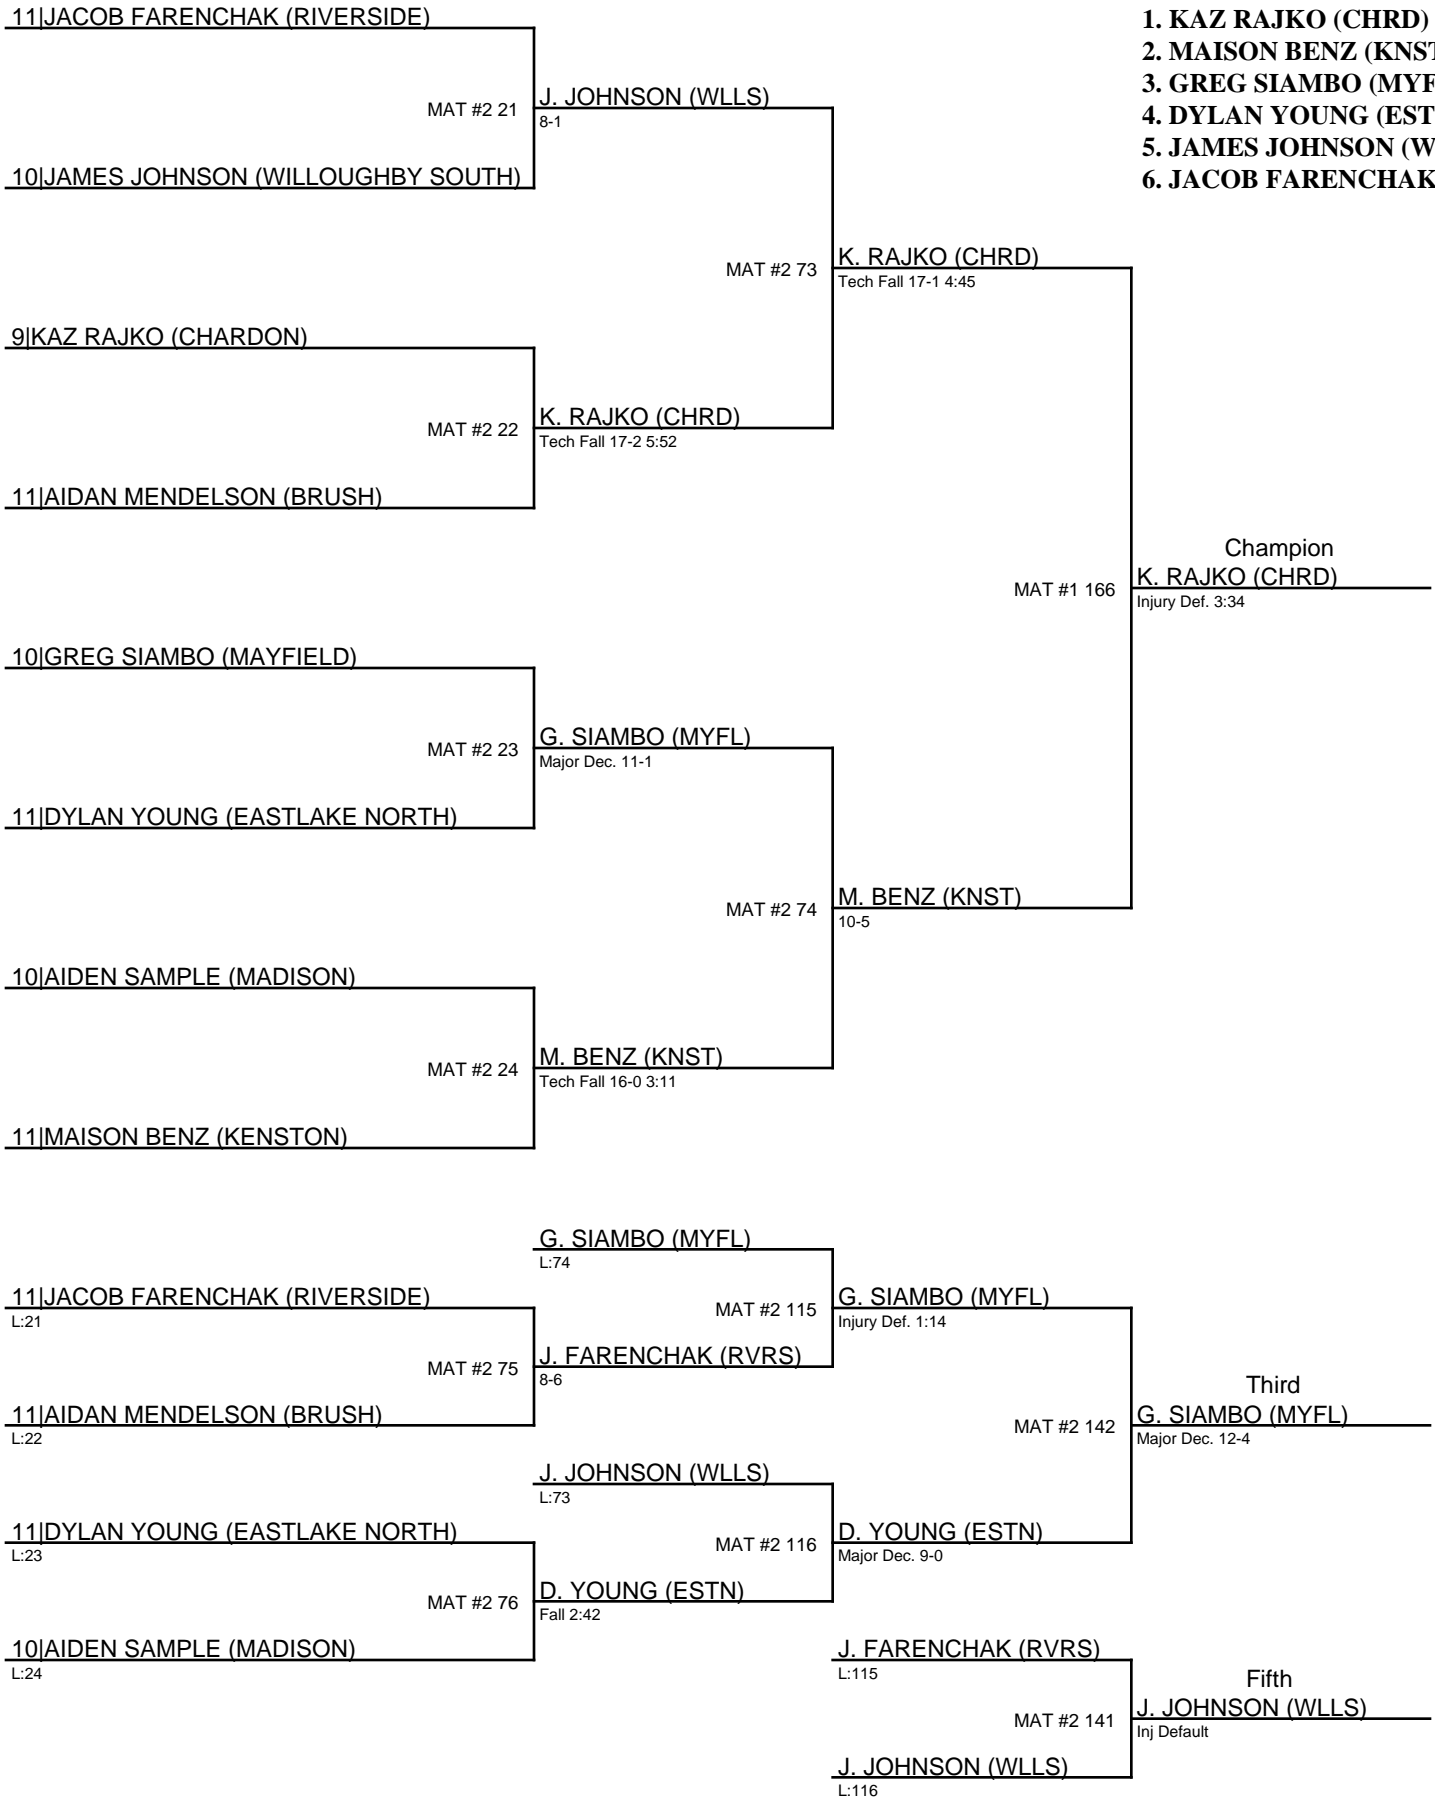 11|JACOB FARENCHAK (RIVERSIDE)
1. KAZ RAJKO (CHRD)
2. MAISON BENZ (KNST
3. GREG SIAMBO (MYF
4. DYLAN YOUNG (EST
5. JAMES JOHNSON (W
6. JACOB FARENCHAK
MAT #2 21
J. JOHNSON (WLLS)
8-1
10|JAMES JOHNSON (WILLOUGHBY SOUTH)
MAT #2 73
K. RAJKO (CHRD)
Tech Fall 17-1 4:45
9|KAZ RAJKO (CHARDON)
MAT #2 22
K. RAJKO (CHRD)
Tech Fall 17-2 5:52
11|AIDAN MENDELSON (BRUSH)
Champion
MAT #1 166
K. RAJKO (CHRD)
Injury Def. 3:34
10|GREG SIAMBO (MAYFIELD)
MAT #2 23
G. SIAMBO (MYFL)
Major Dec. 11-1
11|DYLAN YOUNG (EASTLAKE NORTH)
MAT #2 74
M. BENZ (KNST)
10-5
10|AIDEN SAMPLE (MADISON)
MAT #2 24
M. BENZ (KNST)
Tech Fall 16-0 3:11
11|MAISON BENZ (KENSTON)
G. SIAMBO (MYFL)
L:74
11|JACOB FARENCHAK (RIVERSIDE)
L:21
MAT #2 115
G. SIAMBO (MYFL)
Injury Def. 1:14
MAT #2 75
J. FARENCHAK (RVRS)
8-6
11|AIDAN MENDELSON (BRUSH)
L:22
Third
MAT #2 142
G. SIAMBO (MYFL)
Major Dec. 12-4
J. JOHNSON (WLLS)
L:73
11|DYLAN YOUNG (EASTLAKE NORTH)
L:23
MAT #2 116
D. YOUNG (ESTN)
Major Dec. 9-0
MAT #2 76
D. YOUNG (ESTN)
Fall 2:42
10|AIDEN SAMPLE (MADISON)
L:24
J. FARENCHAK (RVRS)
L:115
Fifth
MAT #2 141
J. JOHNSON (WLLS)
Inj Default
J. JOHNSON (WLLS)
L:116